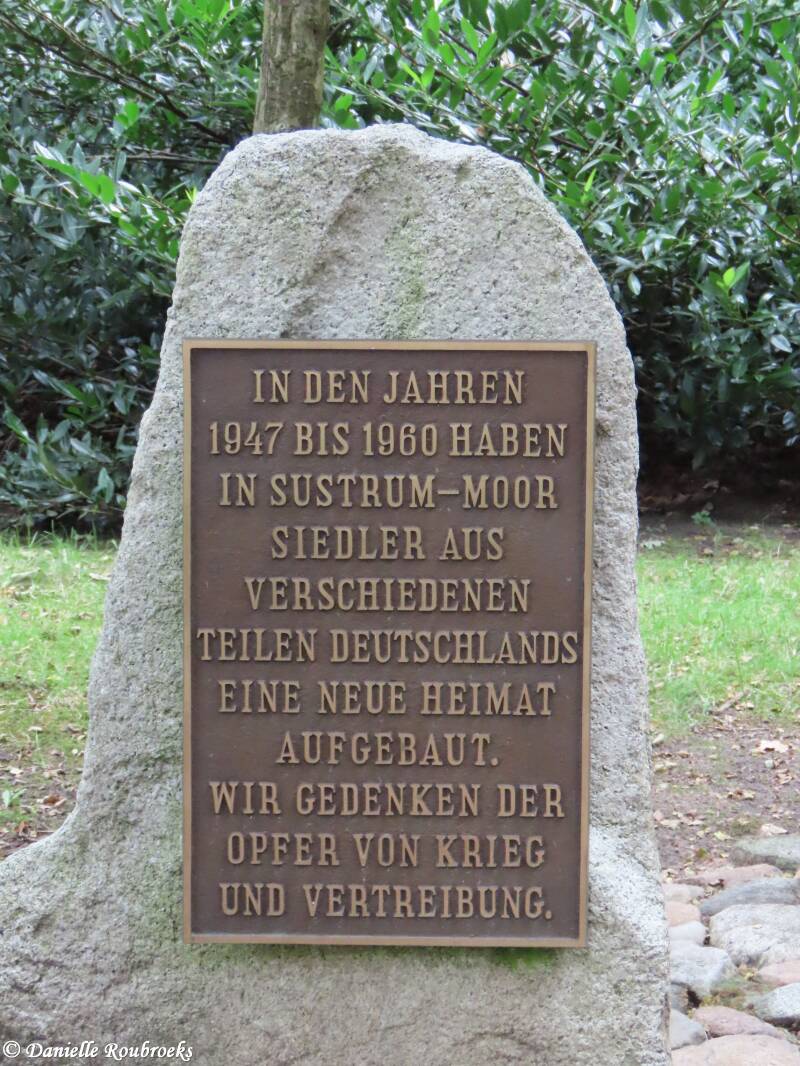 IN DEN JAHREN
1947 BIS 1960 HABEN
IN SUSTRUM-MOOR
SIEDLER AUS
VERSCHIEDENEN
TEILEN DEUTSCHLANDS
EINE NEUE HEIMAT
AUFGEBAUT.
WIR GEDENKEN DER
OPFER VON KRIEG
UND VERTREIBUNG.
© Danielle Roubroeks